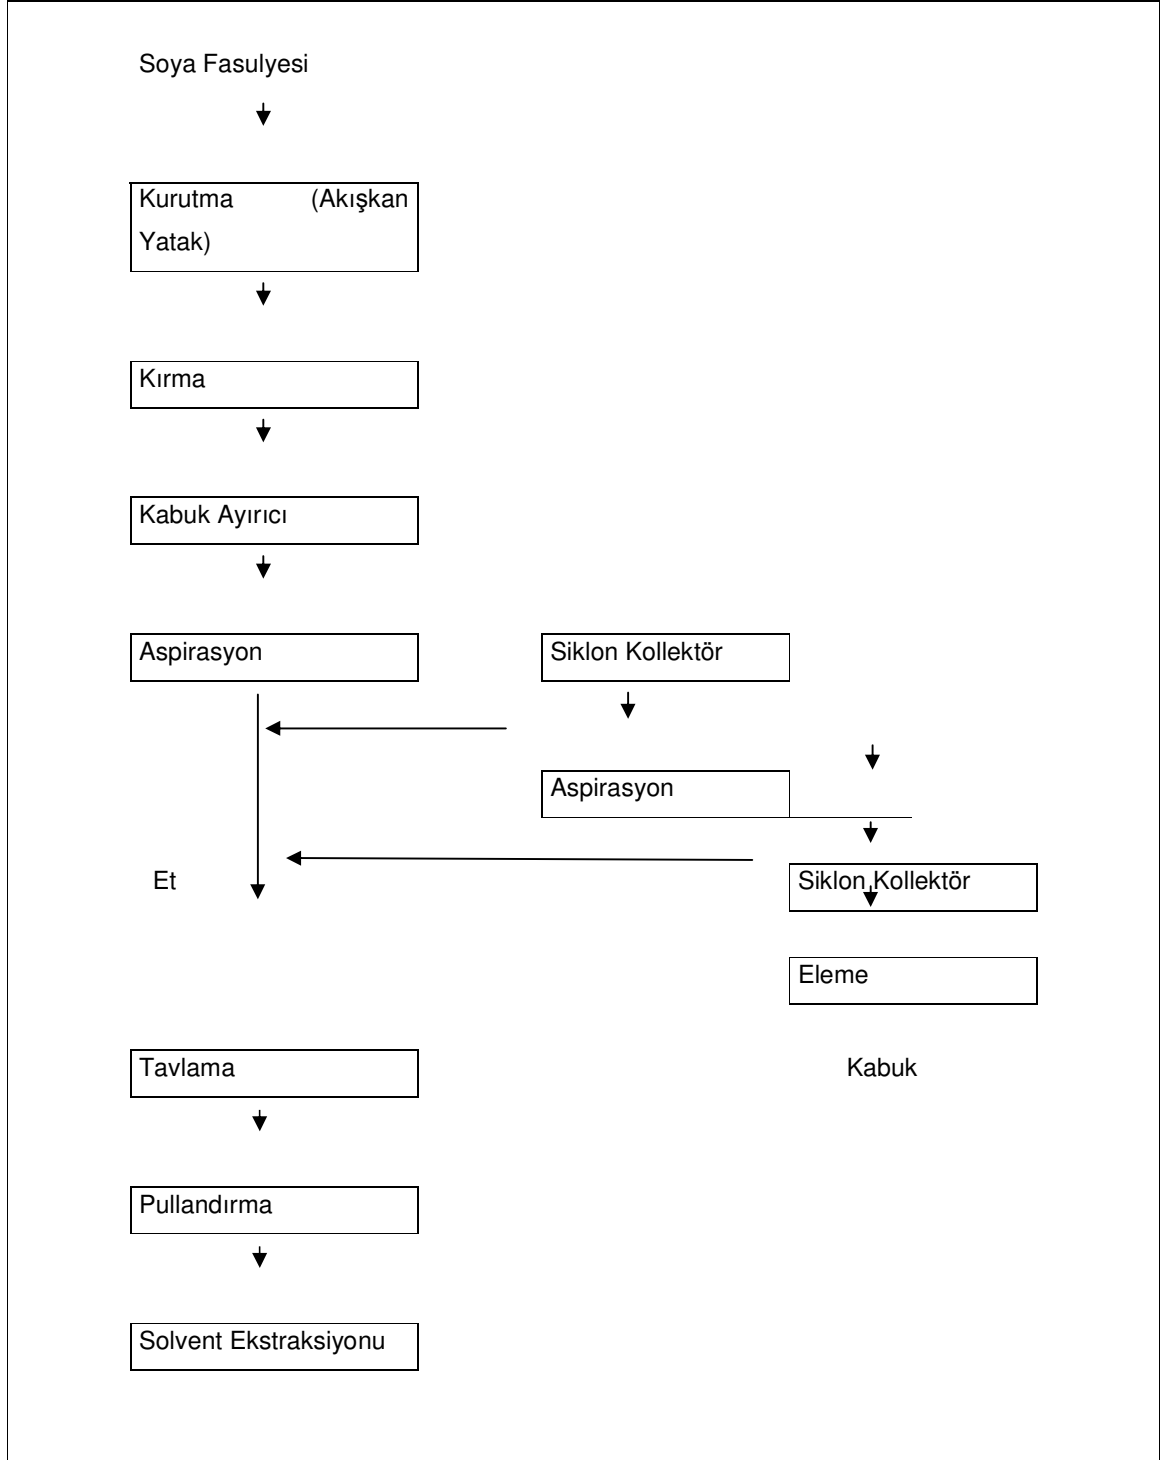 Soya Fasulyesi
Kurutma (Akışkan
Yatak)
Kırma
Kabuk Ayırıcı
Aspirasyon
Siklon Kollektör
Aspirasyon
Et
Siklon Kollektör
Eleme
Tavlama
Kabuk
Pullandırma
Solvent Ekstraksiyonu